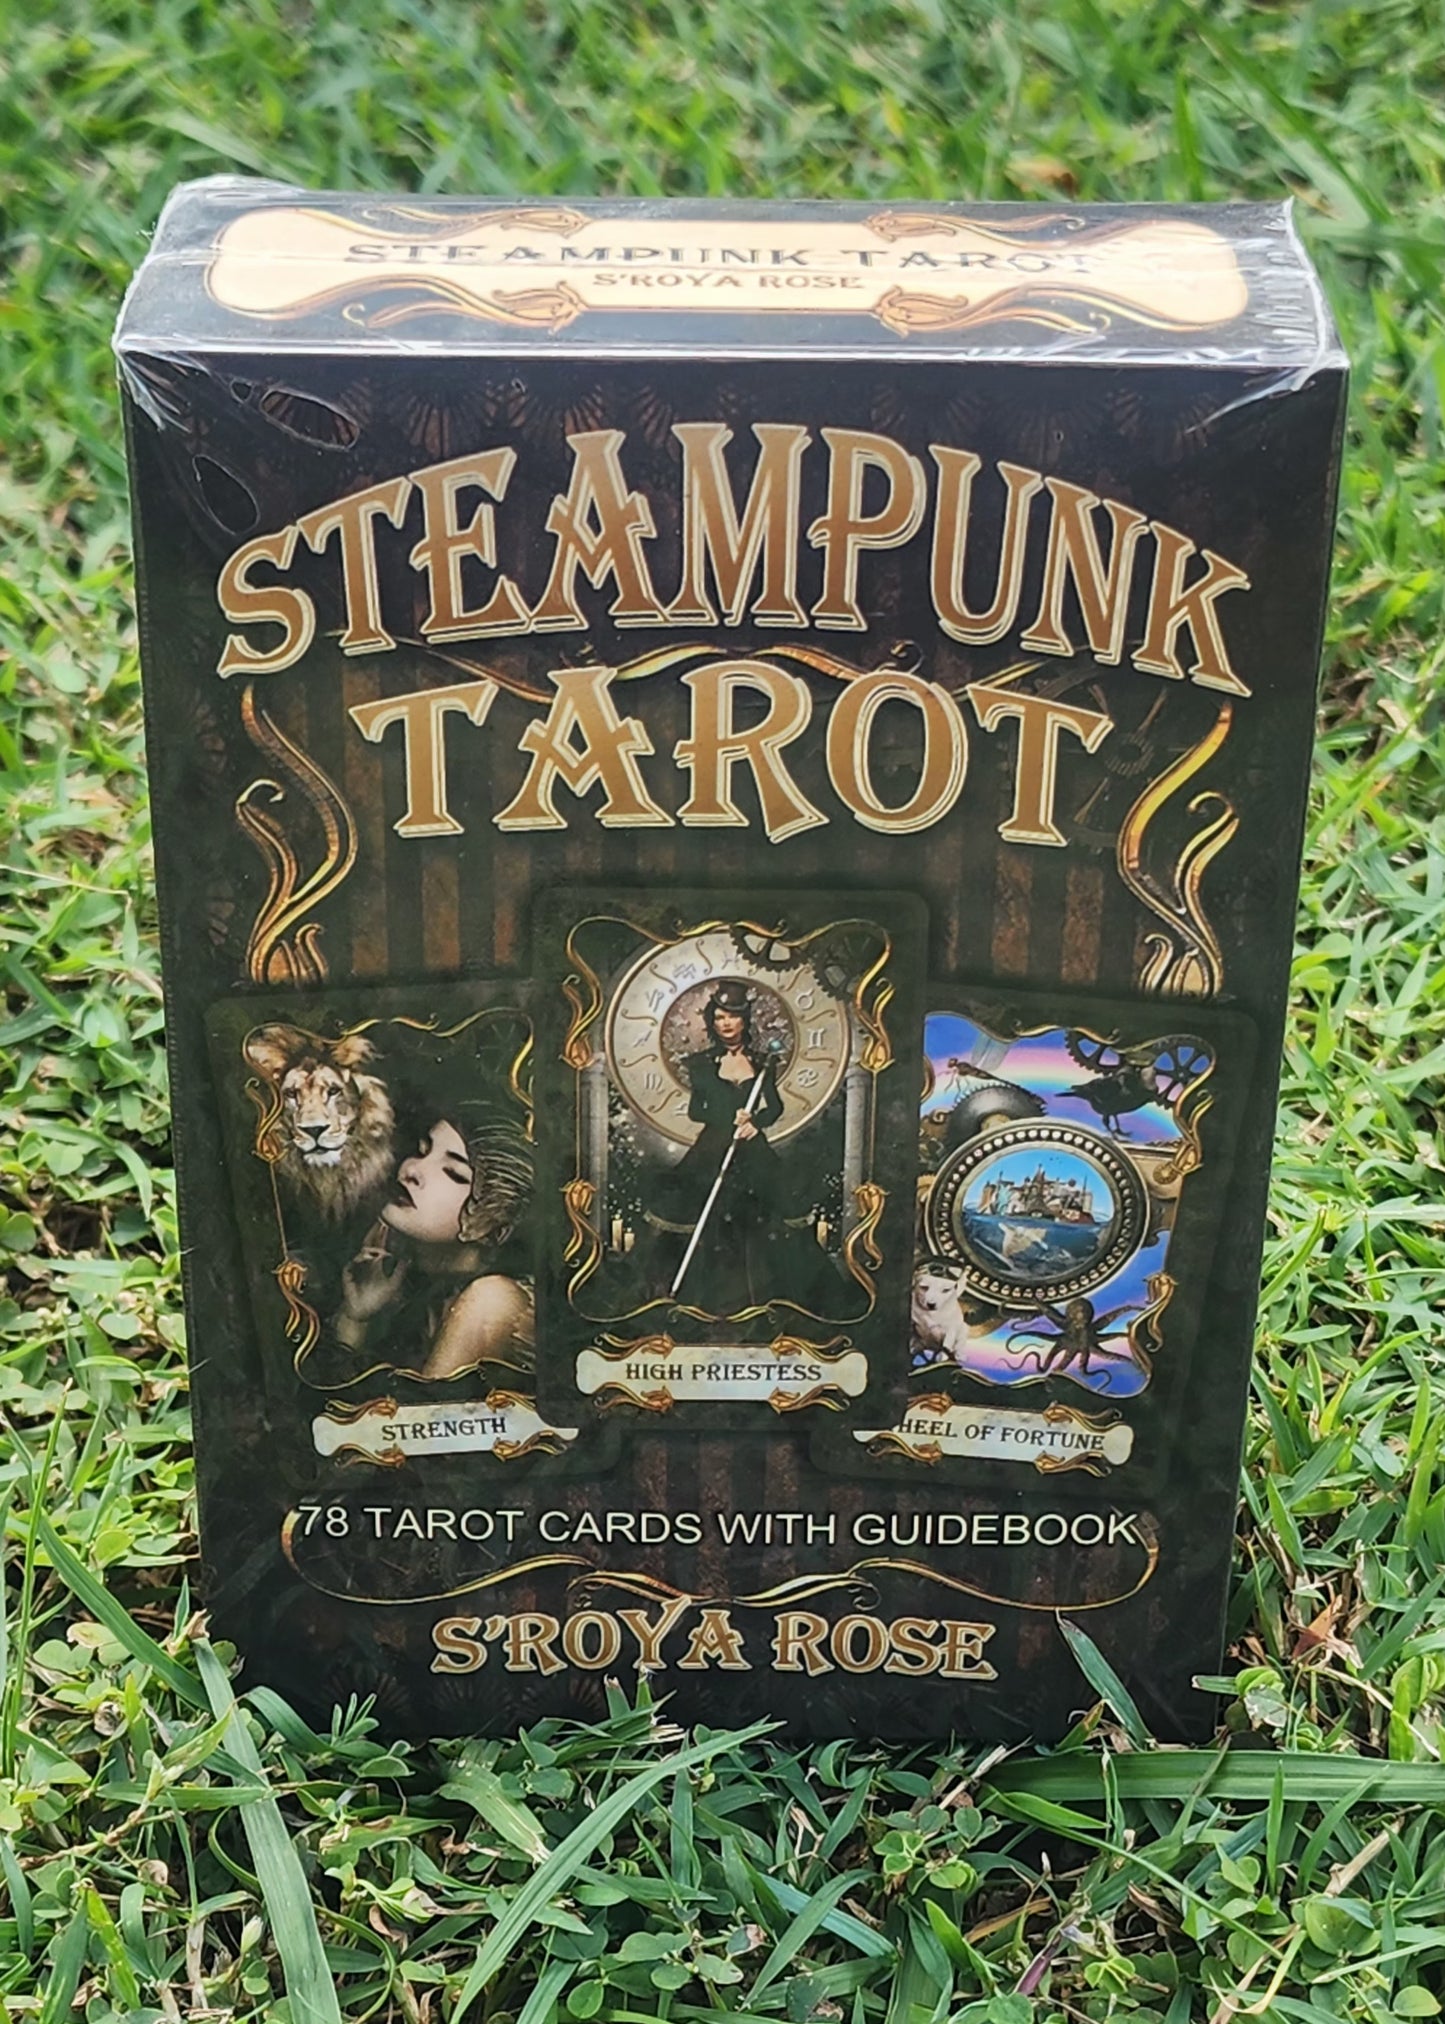 STEAMPUNK TAROT
S'ROYA ROSE
STEAMPUNK
TAROT
HIGH PRIESTESS
STRENGTH
HEEL OF FORTUNE
78 TAROT CARDS WITH GUIDEBOOK
S'ROYA ROSE